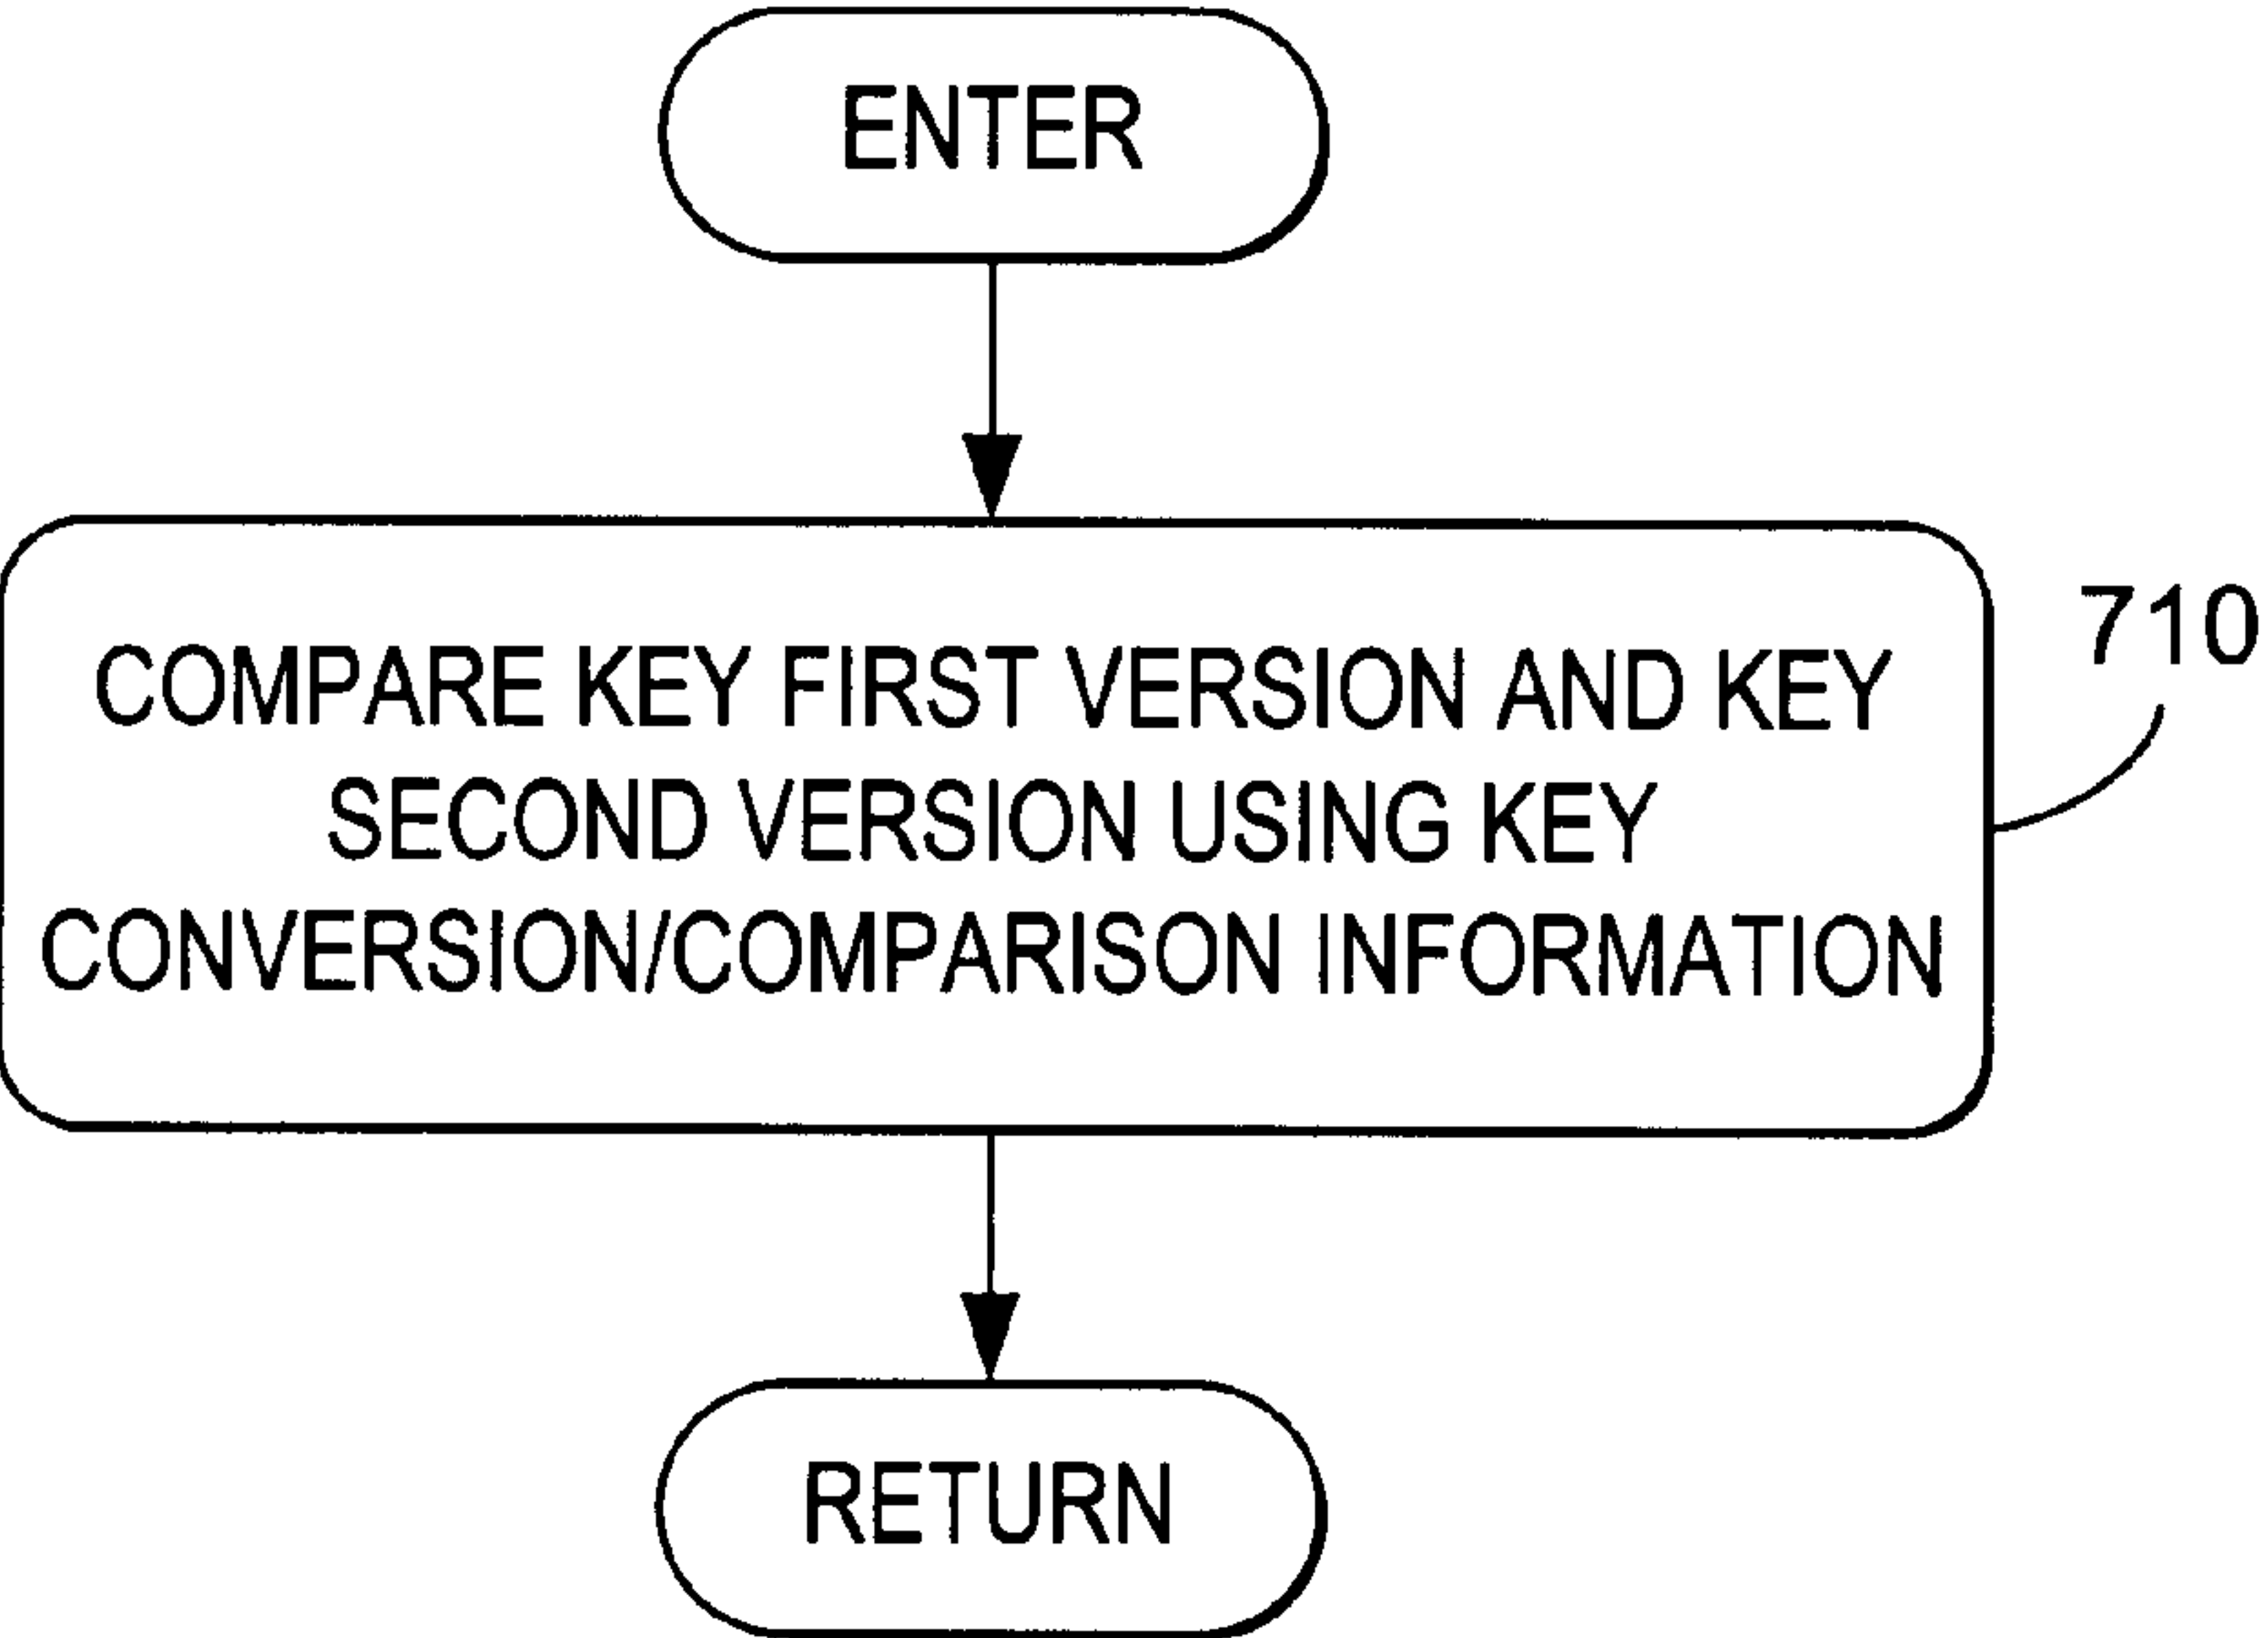 ENTER
COMPARE KEY FIRST VERSION AND KEY
SECOND VERSION USING KEY
CONVERSION/COMPARISON INFORMATION
710
RETURN